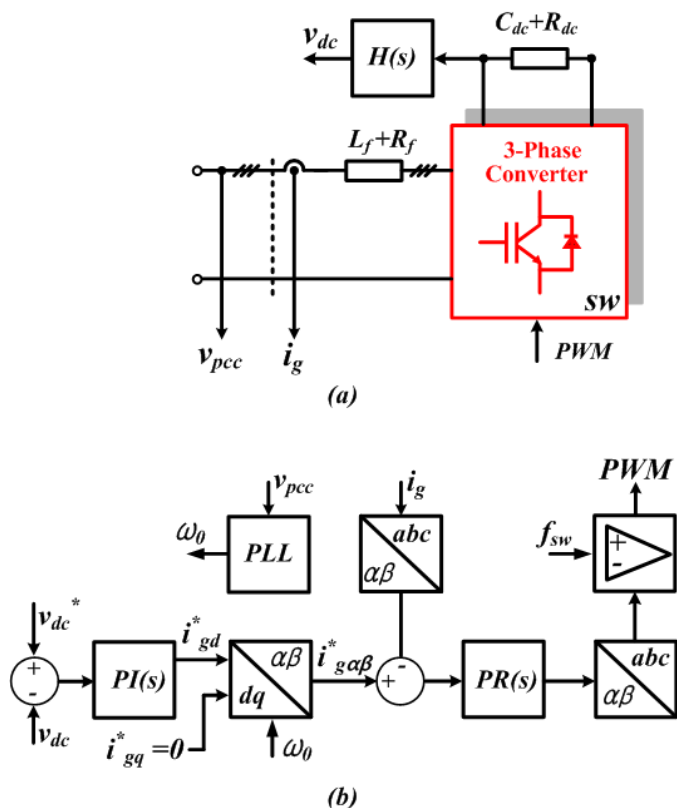 C_dc+R_dc
v_dc
H(s)
L_f+R_f
3-Phase
Converter
sw
v_pcc
i_g
PWM
(a)
v_pcc
i_g
PWM
ω_0
PLL
abc
αβ
f_sw
+
-
v_dc*
i*_gd
+
-
PI(s)
αβ
dq
i*_gαβ
+
-
PR(s)
abc
αβ
v_dc
i*_gq=0
ω_0
(b)